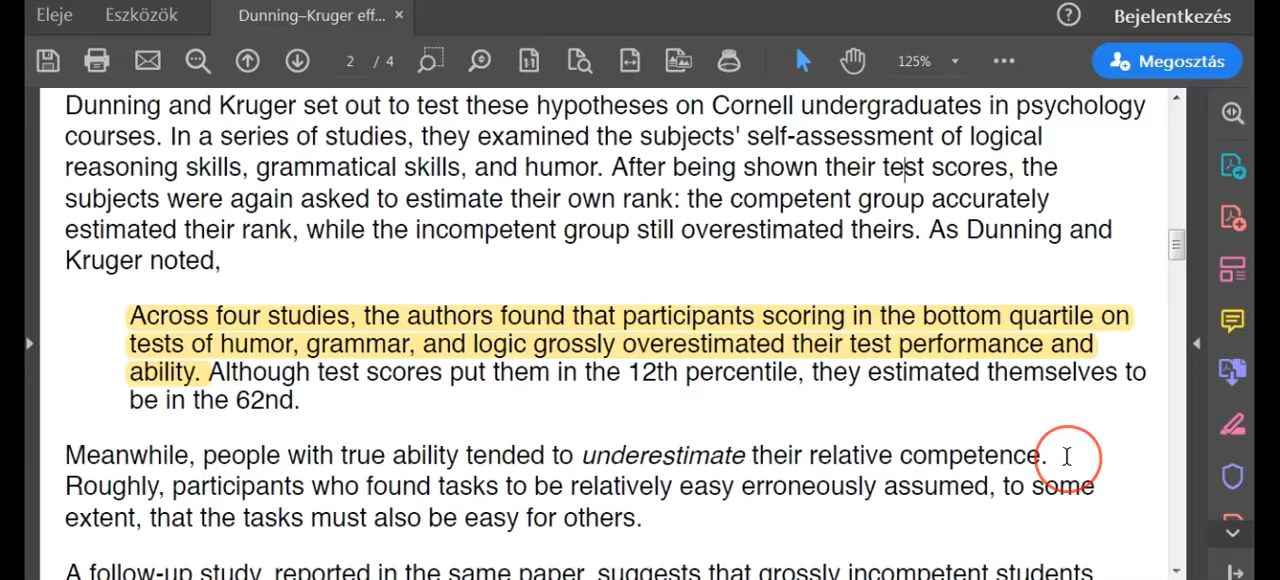 Eje Eszközök Dunning–Kruger eff... ×
? Bejelentkezés
2 / 4 125% Megosztás
Dunning and Kruger set out to test these hypotheses on Cornell undergraduates in psychology
courses. In a series of studies, they examined the subjects' self-assessment of logical
reasoning skills, grammatical skills, and humor. After being shown their test scores, the
subjects were again asked to estimate their own rank: the competent group accurately
estimated their rank, while the incompetent group still overestimated theirs. As Dunning and
Kruger noted,
Across four studies, the authors found that participants scoring in the bottom quartile on
tests of humor, grammar, and logic grossly overestimated their test performance and
ability. Although test scores put them in the 12th percentile, they estimated themselves to
be in the 62nd.
Meanwhile, people with true ability tended to underestimate their relative competence.
Roughly, participants who found tasks to be relatively easy erroneously assumed, to some
extent, that the tasks must also be easy for others.
A follow-up study, reported in the same paper, suggests that grossly incompetent students